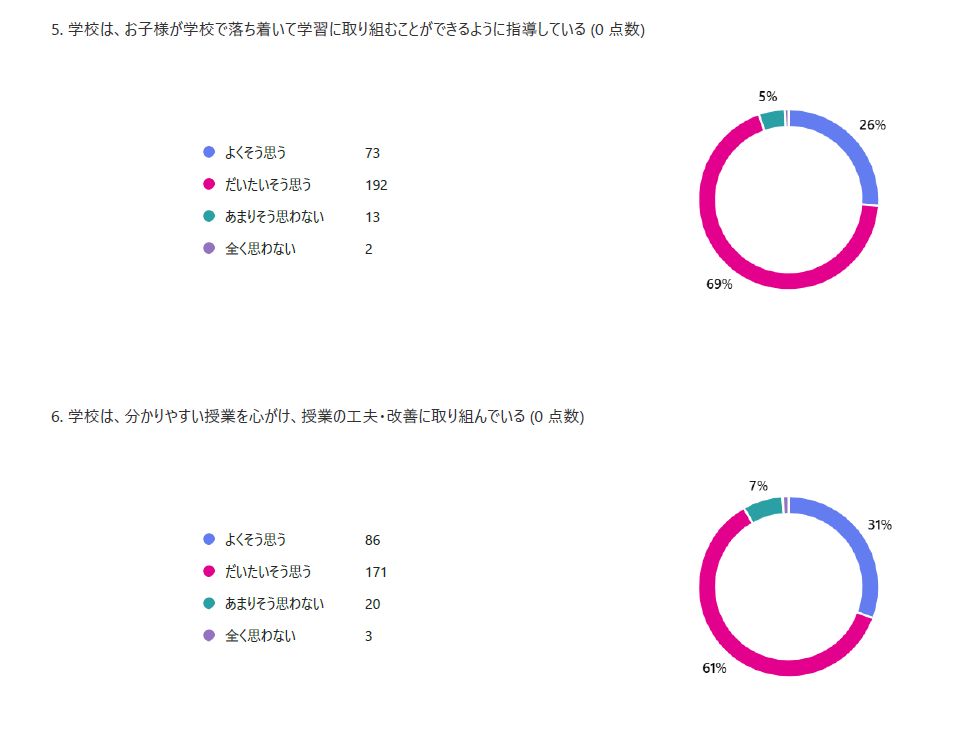 5. 学校は、お子様が学校で落ち着いて学習に取り組むことができるように指導している (0 点数)
5%
26%
よくそう思う 73
だいたいそう思う 192
あまりそう思わない 13
全く思わない 2
69%
6. 学校は、分かりやすい授業を心がけ、授業の工夫・改善に取り組んでいる (0 点数)
7%
31%
よくそう思う 86
だいたいそう思う 171
あまりそう思わない 20
全く思わない 3
61%